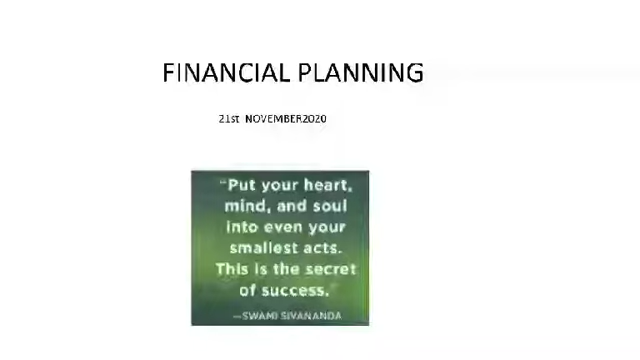 FINANCIAL PLANNING
21st NOVEMBER2020
"Put your heart,
mind, and soul
into even your
smallest acts.
This is the secret
of success."
—SWAMI SIVANANDA